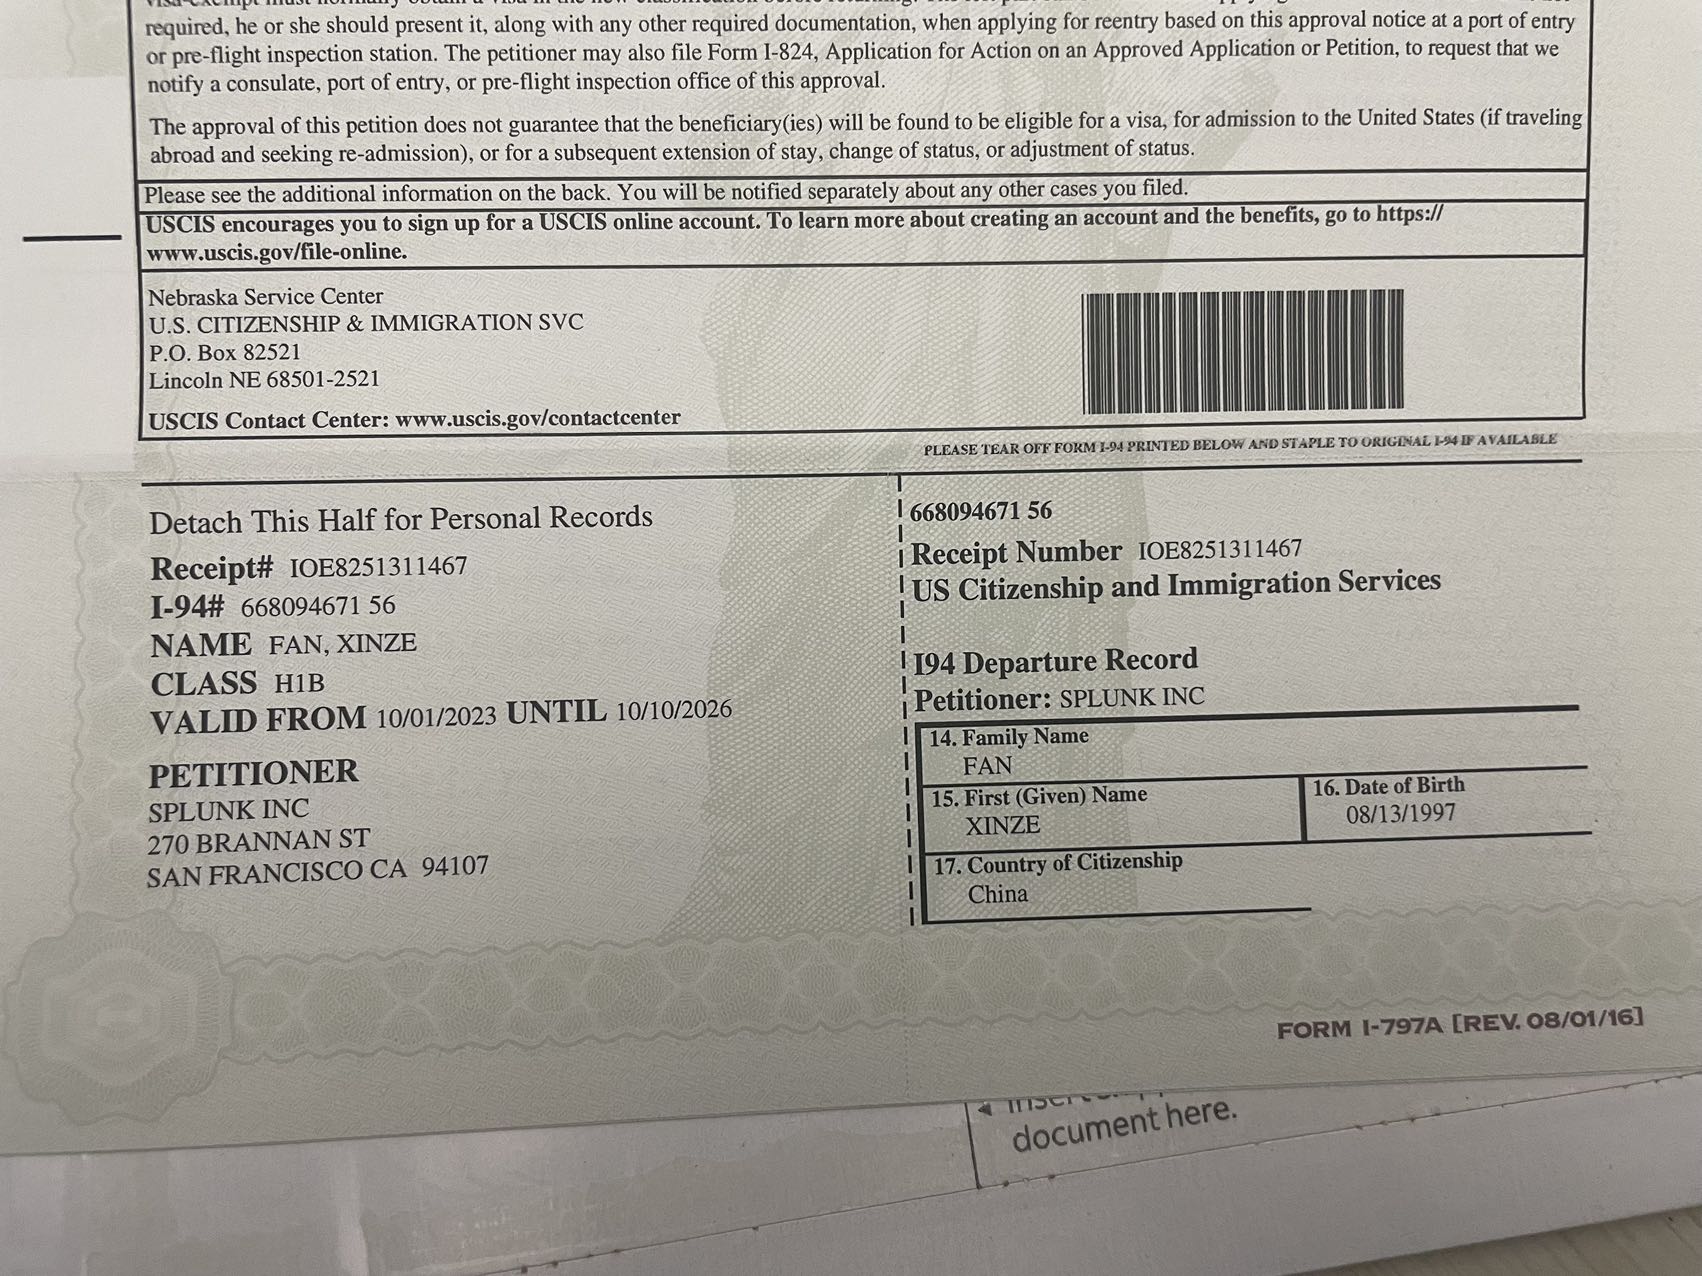 required, he or she should present it, along with any other required documentation, when applying for reentry based on this approval notice at a port of entry
or pre-flight inspection station. The petitioner may also file Form I-824, Application for Action on an Approved Application or Petition, to request that we
notify a consulate, port of entry, or pre-flight inspection office of this approval.
The approval of this petition does not guarantee that the beneficiary(ies) will be found to be eligible for a visa, for admission to the United States (if traveling
abroad and seeking re-admission), or for a subsequent extension of stay, change of status, or adjustment of status.
Please see the additional information on the back. You will be notified separately about any other cases you filed.
USCIS encourages you to sign up for a USCIS online account. To learn more about creating an account and the benefits, go to https://
www.uscis.gov/file-online.
Nebraska Service Center
U.S. CITIZENSHIP & IMMIGRATION SVC
P.O. Box 82521
Lincoln NE 68501-2521
USCIS Contact Center: www.uscis.gov/contactcenter
PLEASE TEAR OFF FORM I-94 PRINTED BELOW AND STAPLE TO ORIGINAL I-94 IF AVAILABLE
Detach This Half for Personal Records
Receipt# IOE8251311467
I-94# 668094671 56
NAME FAN, XINZE
CLASS H1B
VALID FROM 10/01/2023 UNTIL 10/10/2026
PETITIONER
SPLUNK INC
270 BRANNAN ST
SAN FRANCISCO CA 94107
668094671 56
Receipt Number IOE8251311467
US Citizenship and Immigration Services
I94 Departure Record
Petitioner: SPLUNK INC
14. Family Name
FAN
15. First (Given) Name
XINZE
16. Date of Birth
08/13/1997
17. Country of Citizenship
China
FORM I-797A [REV. 08/01/16]
document here.